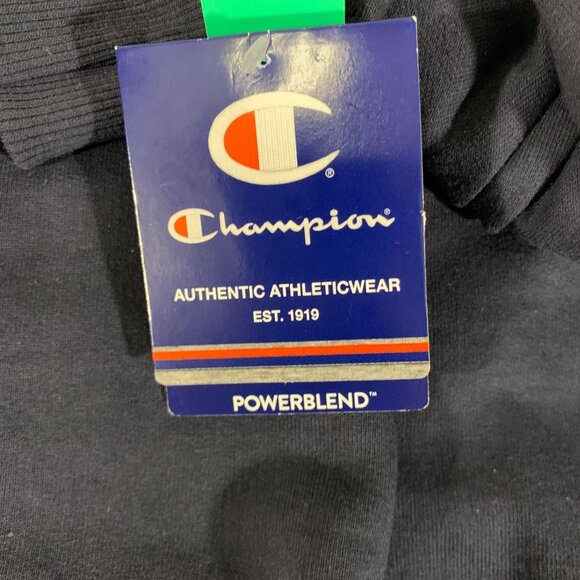 C®
Champion®
AUTHENTIC ATHLETICWEAR
EST. 1919
POWERBLEND™